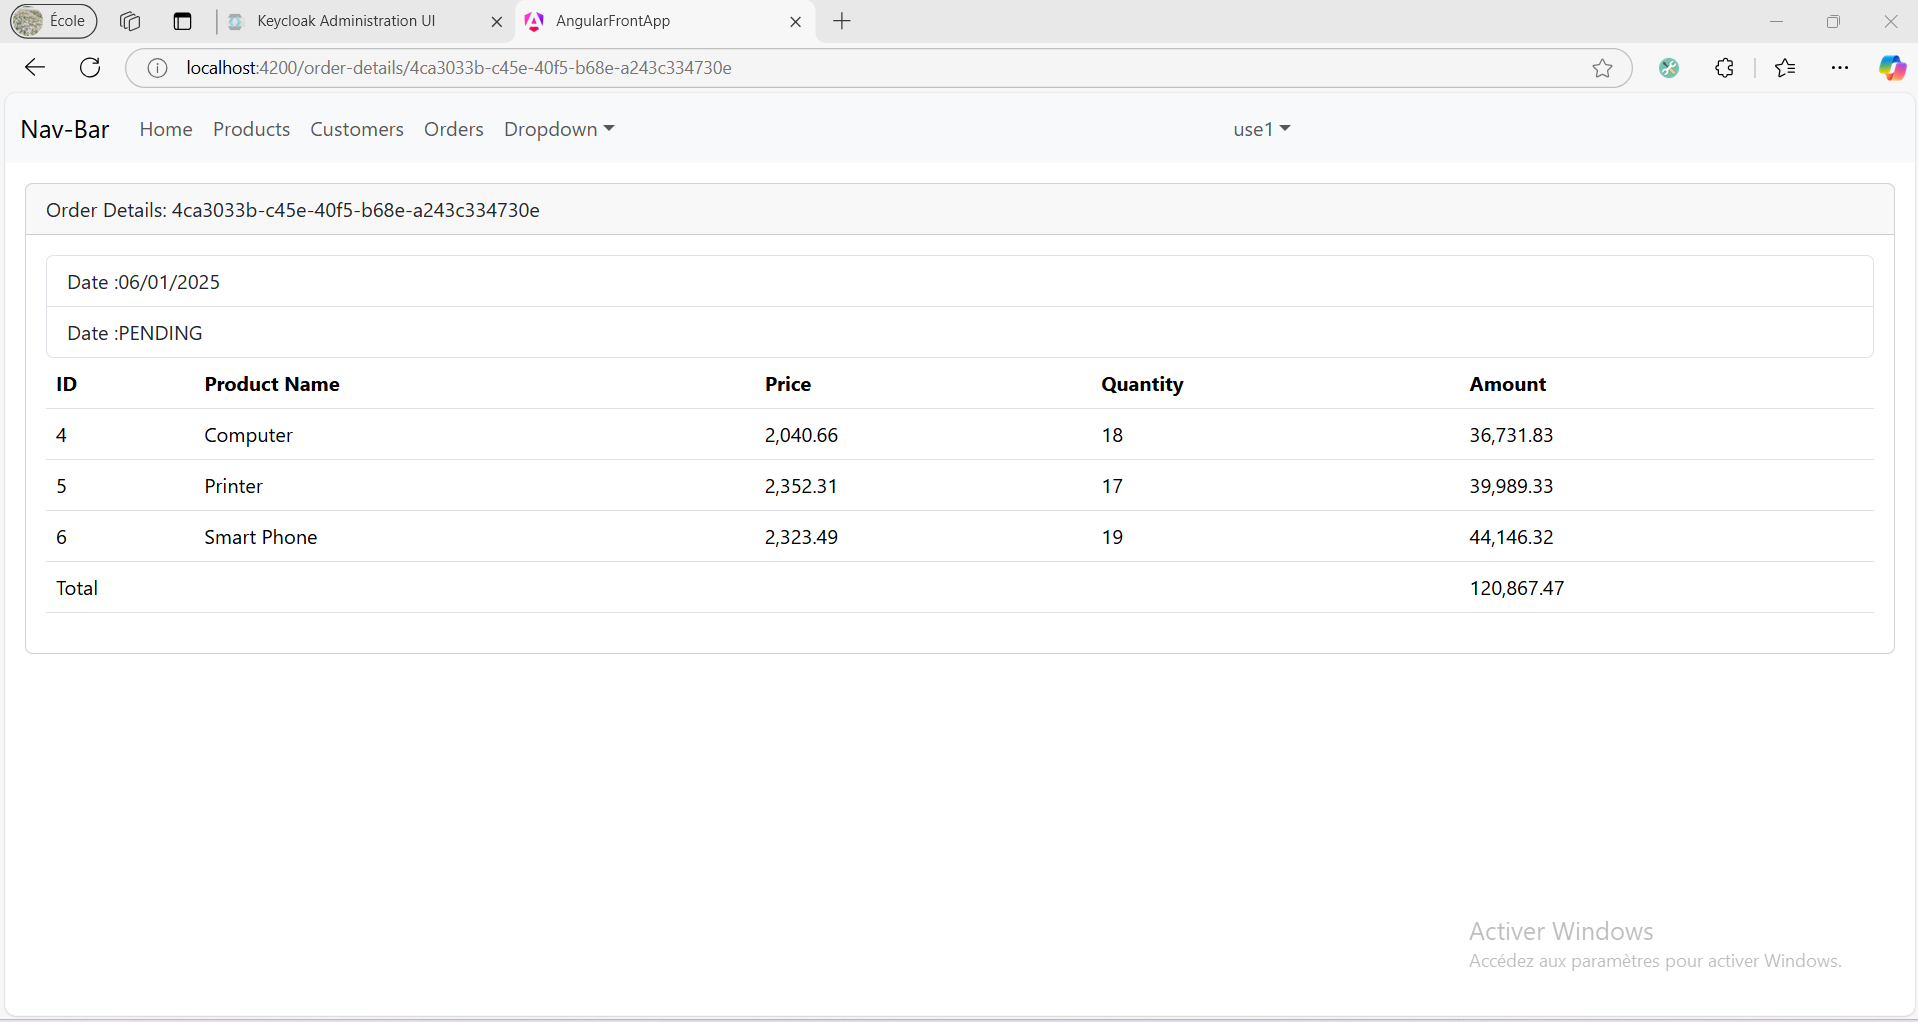 École Keycloak Administration UI AngularFrontApp
localhost:4200/order-details/4ca3033b-c45e-40f5-b68e-a243c334730e
Nav-Bar Home Products Customers Orders Dropdown use1
Order Details: 4ca3033b-c45e-40f5-b68e-a243c334730e
Date :06/01/2025
Date :PENDING
ID Product Name Price Quantity Amount
4 Computer 2,040.66 18 36,731.83
5 Printer 2,352.31 17 39,989.33
6 Smart Phone 2,323.49 19 44,146.32
Total 120,867.47
Activer Windows
Accédez aux paramètres pour activer Windows.